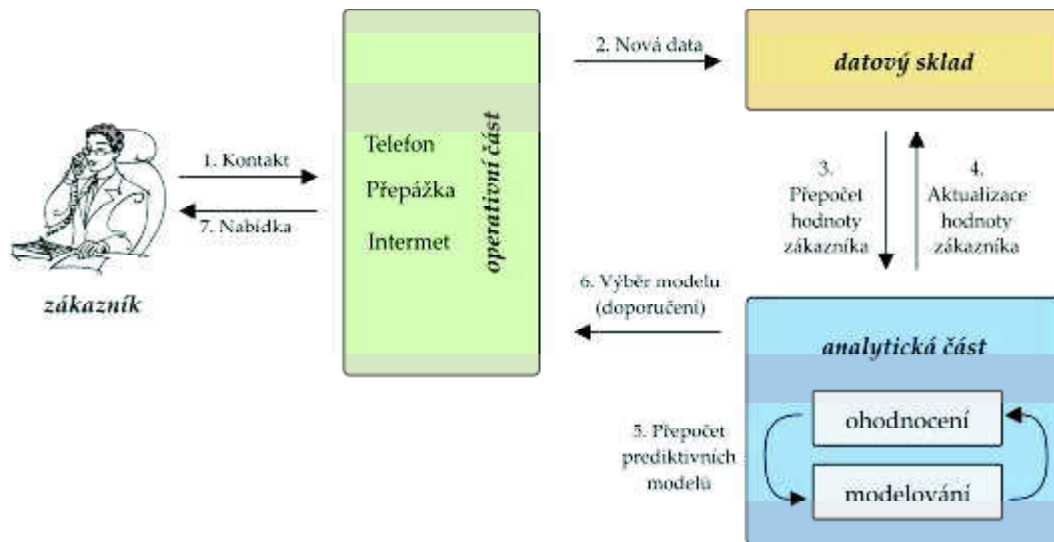 1. Kontakt
7. Nabídka
zákazník
Telefon
Přepážka
Internet
operativní část
2. Nová data
datový sklad
3.
Přepočet
hodnoty
zákazníka
4.
Aktualizace
hodnoty
zákazníka
6. Výběr modelu
(doporučení)
analytická část
5. Přepočet
prediktivních
modelů
ohodnocení
modelování